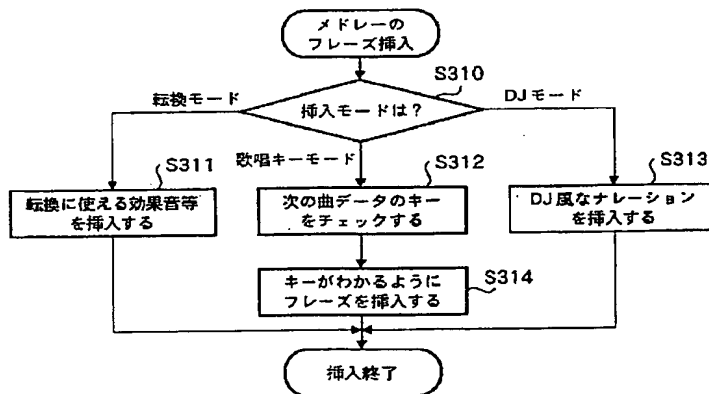 メドレーの
フレーズ挿入
S310
転換モード
挿入モードは？
DJモード
歌唱キーモード
S311
S312
S313
転換に使える効果音等
を挿入する
次の曲データのキー
をチェックする
DJ風なナレーション
を挿入する
S314
キーがわかるように
フレーズを挿入する
挿入終了